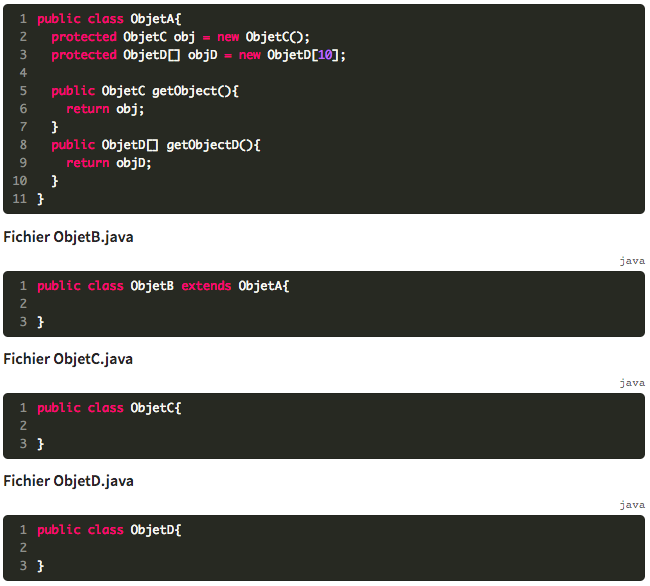 1 public class ObjetA{
2   protected ObjetC obj = new ObjetC();
3   protected ObjetD[] objD = new ObjetD[10];
4
5   public ObjetC getObject(){
6     return obj;
7   }
8   public ObjetD[] getObjectD(){
9     return objD;
10   }
11 }
Fichier ObjetB.java
java
1 public class ObjetB extends ObjetA{
2
3 }
Fichier ObjetC.java
java
1 public class ObjetC{
2
3 }
Fichier ObjetD.java
java
1 public class ObjetD{
2
3 }